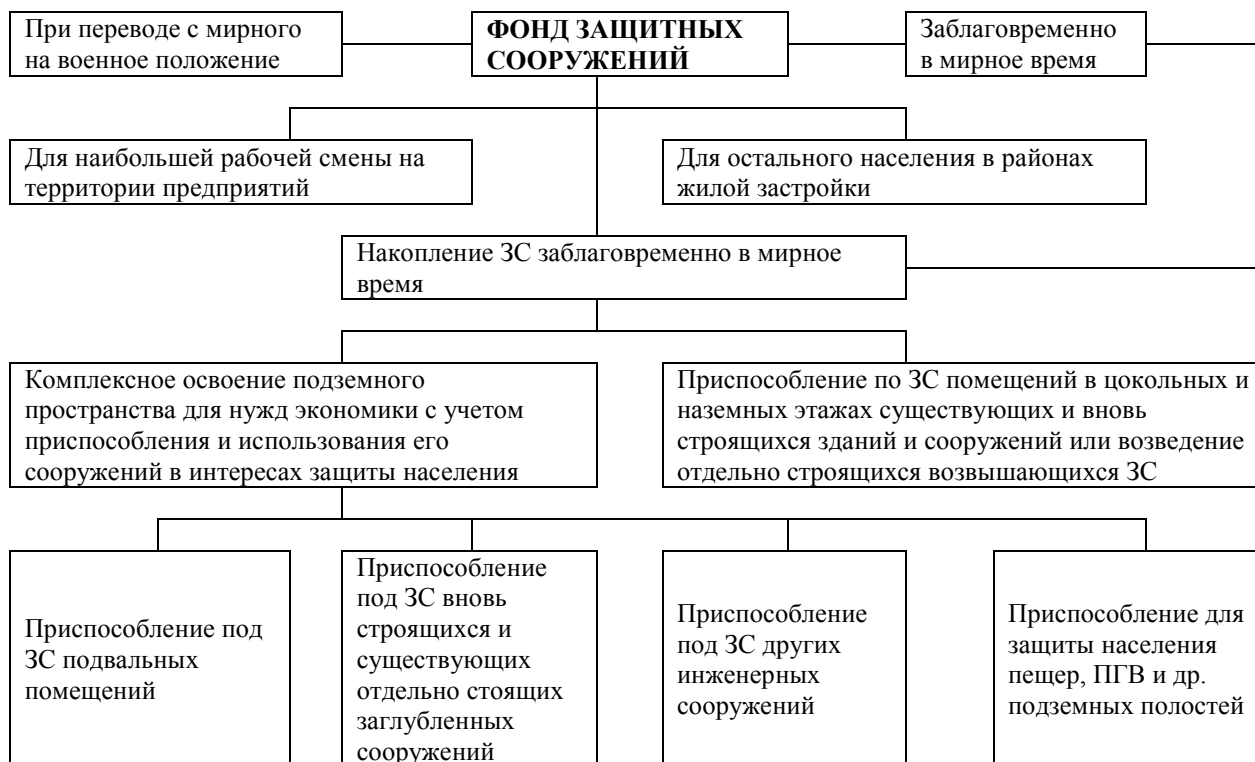 При переводе с мирного
на военное положение
ФОНД ЗАЩИТНЫХ
СООРУЖЕНИЙ
Заблаговременно
в мирное время
Для наибольшей рабочей смены на
территории предприятий
Для остального населения в районах
жилой застройки
Накопление ЗС заблаговременно в мирное
время
Комплексное освоение подземного
пространства для нужд экономики с учетом
приспособления и использования его
сооружений в интересах защиты населения
Приспособление по ЗС помещений в цокольных и
наземных этажах существующих и вновь
строящихся зданий и сооружений или возведение
отдельно строящихся возвышающихся ЗС
Приспособление под
ЗС подвальных
помещений
Приспособление
под ЗС вновь
строящихся и
существующих
отдельно стоящих
заглубленных
сооружений
Приспособление
под ЗС других
инженерных
сооружений
Приспособление для
защиты населения
пещер, ПГВ и др.
подземных полостей